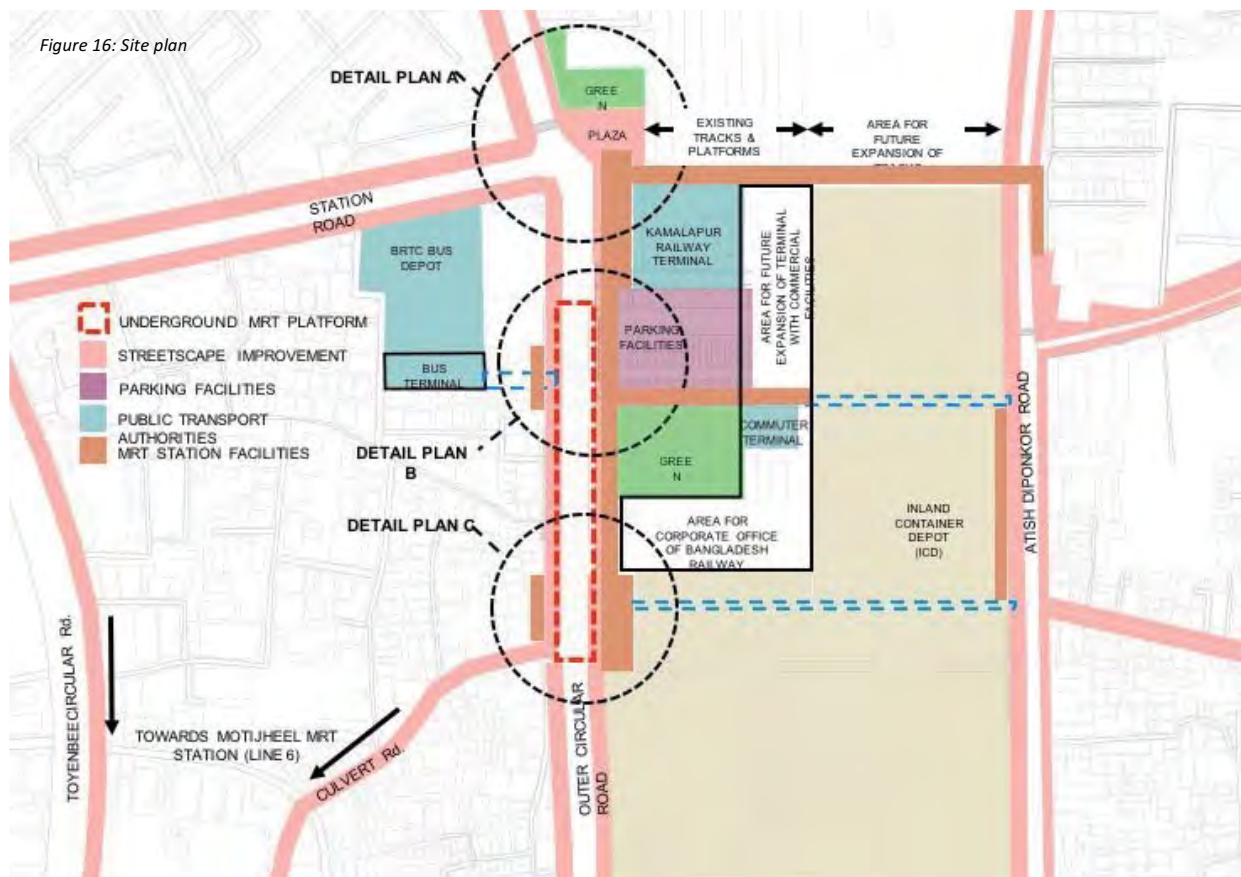 Figure 16: Site plan
DETAIL PLAN A
GREE
N
PLAZA
EXISTING
TRACKS &
PLATFORMS
AREA FOR
FUTURE
EXPANSION OF
STATION
ROAD
BRTC BUS
DEPOT
KAMALAPUR
RAILWAY
TERMINAL
AREA FOR FUTURE
EXPANSION OF TERMINAL
WITH COMMERCIAL
FACILITIES
PARKING
FACILITIES
BUS
TERMINAL
UNDERGROUND MRT PLATFORM
STREETSCAPE IMPROVEMENT
PARKING FACILITIES
PUBLIC TRANSPORT
AUTHORITIES
MRT STATION FACILITIES
DETAIL PLAN
B
COMMUTER
TERMINAL
GREE
N
DETAIL PLAN C
AREA FOR
CORPORATE OFFICE
OF BANGLADESH
RAILWAY
INLAND
CONTAINER
DEPOT
(ICD)
ATISH DIPONKOR ROAD
TOYENBEECIRCULAR Rd.
TOWARDS MOTIJHEEL MRT
STATION (LINE 6)
CULVERT Rd.
OUTER CIRCULAR
ROAD